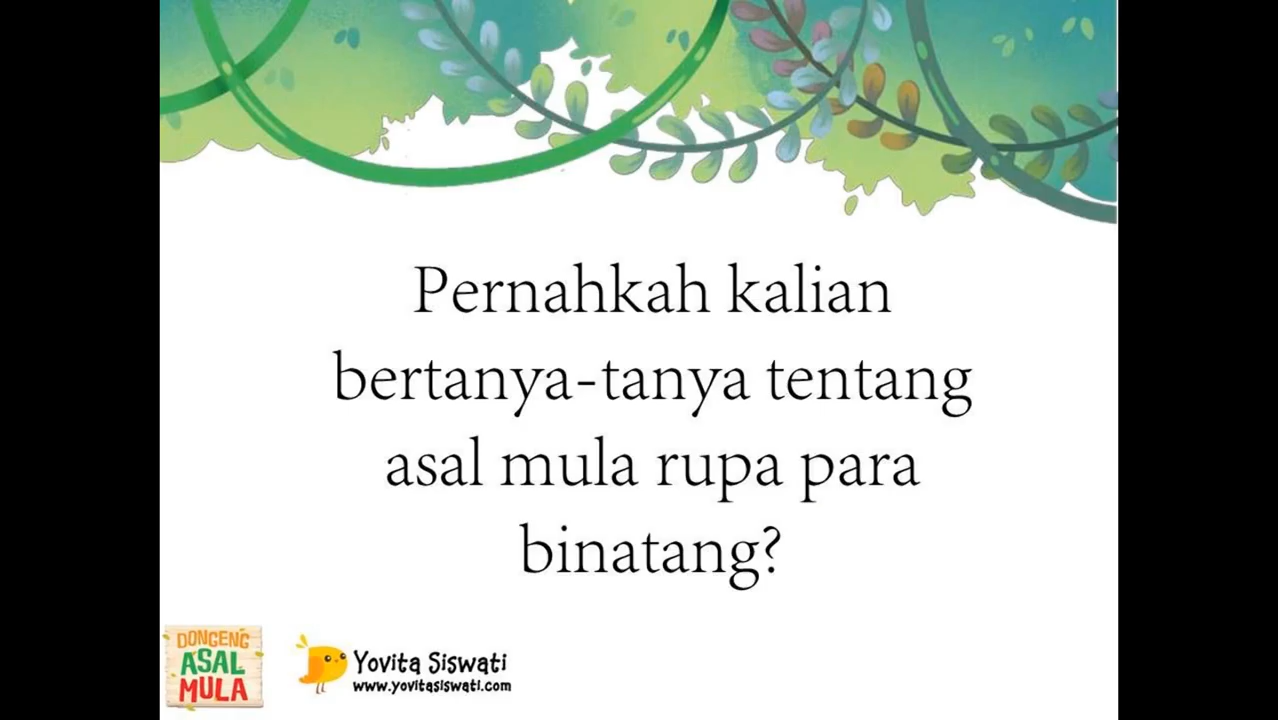 Pernahkah kalian
bertanya-tanya tentang
asal mula rupa para
binatang?
DONGENG
ASAL
MULA
Yovita Siswati
www.yovitasiswati.com